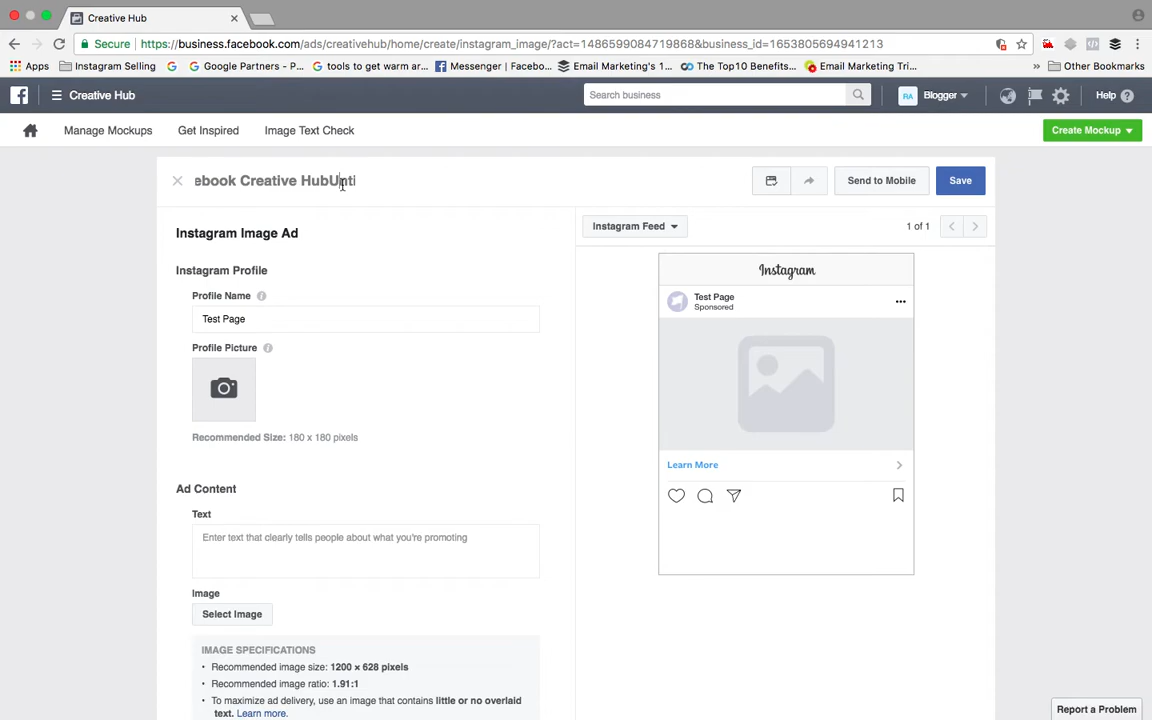 Creative Hub
Secure https://business.facebook.com/ads/creativehub/home/create/instagram_image/?act=1486599084719868&business_id=1653805694941213
Apps Instagram Selling Google Partners - P... tools to get warm ar... Messenger | Facebo... Email Marketing's 1... The Top10 Benefits... Email Marketing Tri... Other Bookmarks
Creative Hub Search business RA Blogger Help
Manage Mockups Get Inspired Image Text Check Create Mockup
ebook Creative HubUnti Send to Mobile Save
Instagram Image Ad Instagram Feed 1 of 1
Instagram Profile Instagram
Profile Name Test Page
Sponsored
Test Page
Profile Picture
Recommended Size: 180 x 180 pixels
Learn More
Ad Content
Text
Enter text that clearly tells people about what you're promoting
Image
Select Image
IMAGE SPECIFICATIONS
• Recommended image size: 1200 × 628 pixels
• Recommended image ratio: 1.91:1
• To maximize ad delivery, use an image that contains little or no overlaid
text. Learn more.
Report a Problem